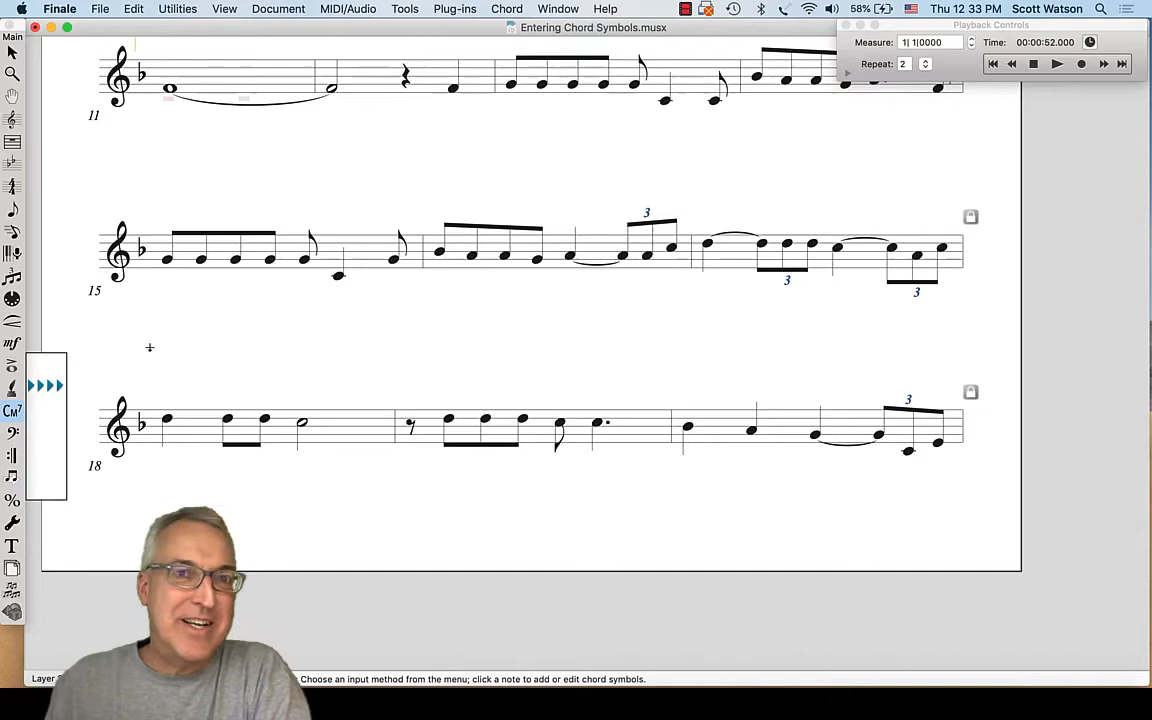 Finale File Edit Utilities View Document MIDI/Audio Tools Plug-ins Chord Window Help 58% Thu 12 33 PM Scott Watson
Main
Entering Chord Symbols.musx
Playback Controls
Measure: 1| 1|0000 Time: 00:00:52.000
Repeat: 2
11
3
3
3
15
mf
CM7
3
18
%
T
Choose an input method from the menu; click a note to add or edit chord symbols.